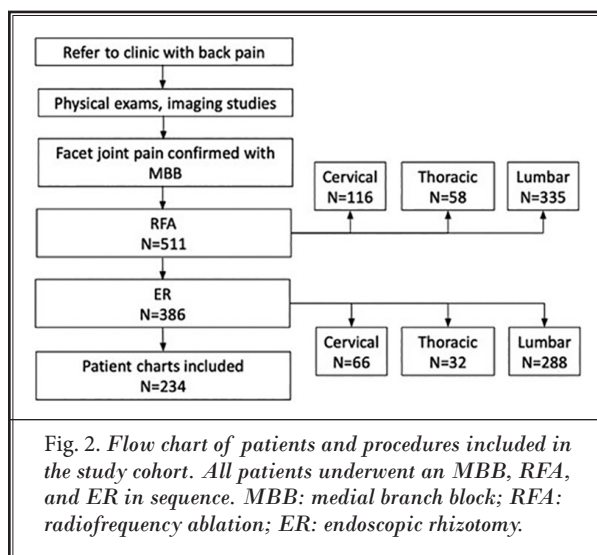 Refer to clinic with back pain
Physical exams, imaging studies
Facet joint pain confirmed with
MBB
Cervical
N=116
Thoracic
N=58
Lumbar
N=335
RFA
N=511
ER
N=386
Cervical
N=66
Thoracic
N=32
Lumbar
N=288
Patient charts included
N=234
Fig. 2. Flow chart of patients and procedures included in
the study cohort. All patients underwent an MBB, RFA,
and ER in sequence. MBB: medial branch block; RFA:
radiofrequency ablation; ER: endoscopic rhizotomy.